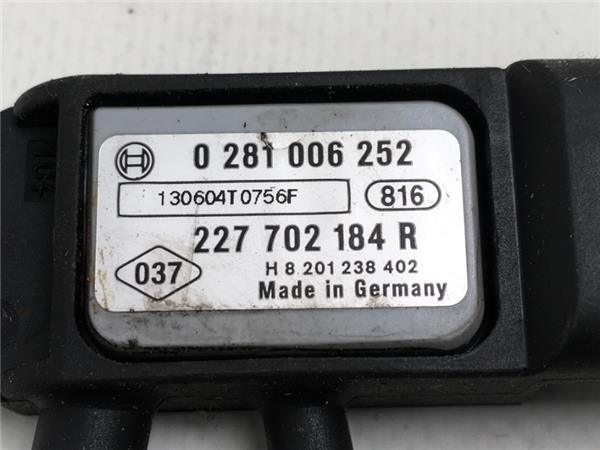 0 281 006 252
130604T0756F
816
227 702 184 R
037
H 8 201 238 402
Made in Germany